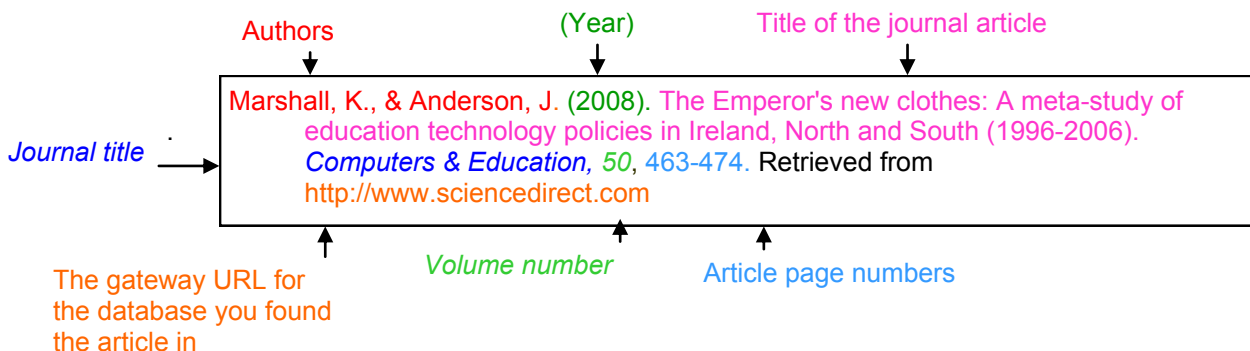 Authors
(Year)
Title of the journal article
Marshall, K., & Anderson, J. (2008). The Emperor's new clothes: A meta-study of
education technology policies in Ireland, North and South (1996-2006).
Computers & Education, 50, 463-474. Retrieved from
http://www.sciencedirect.com
Journal title
.
The gateway URL for
the database you found
the article in
Volume number
Article page numbers